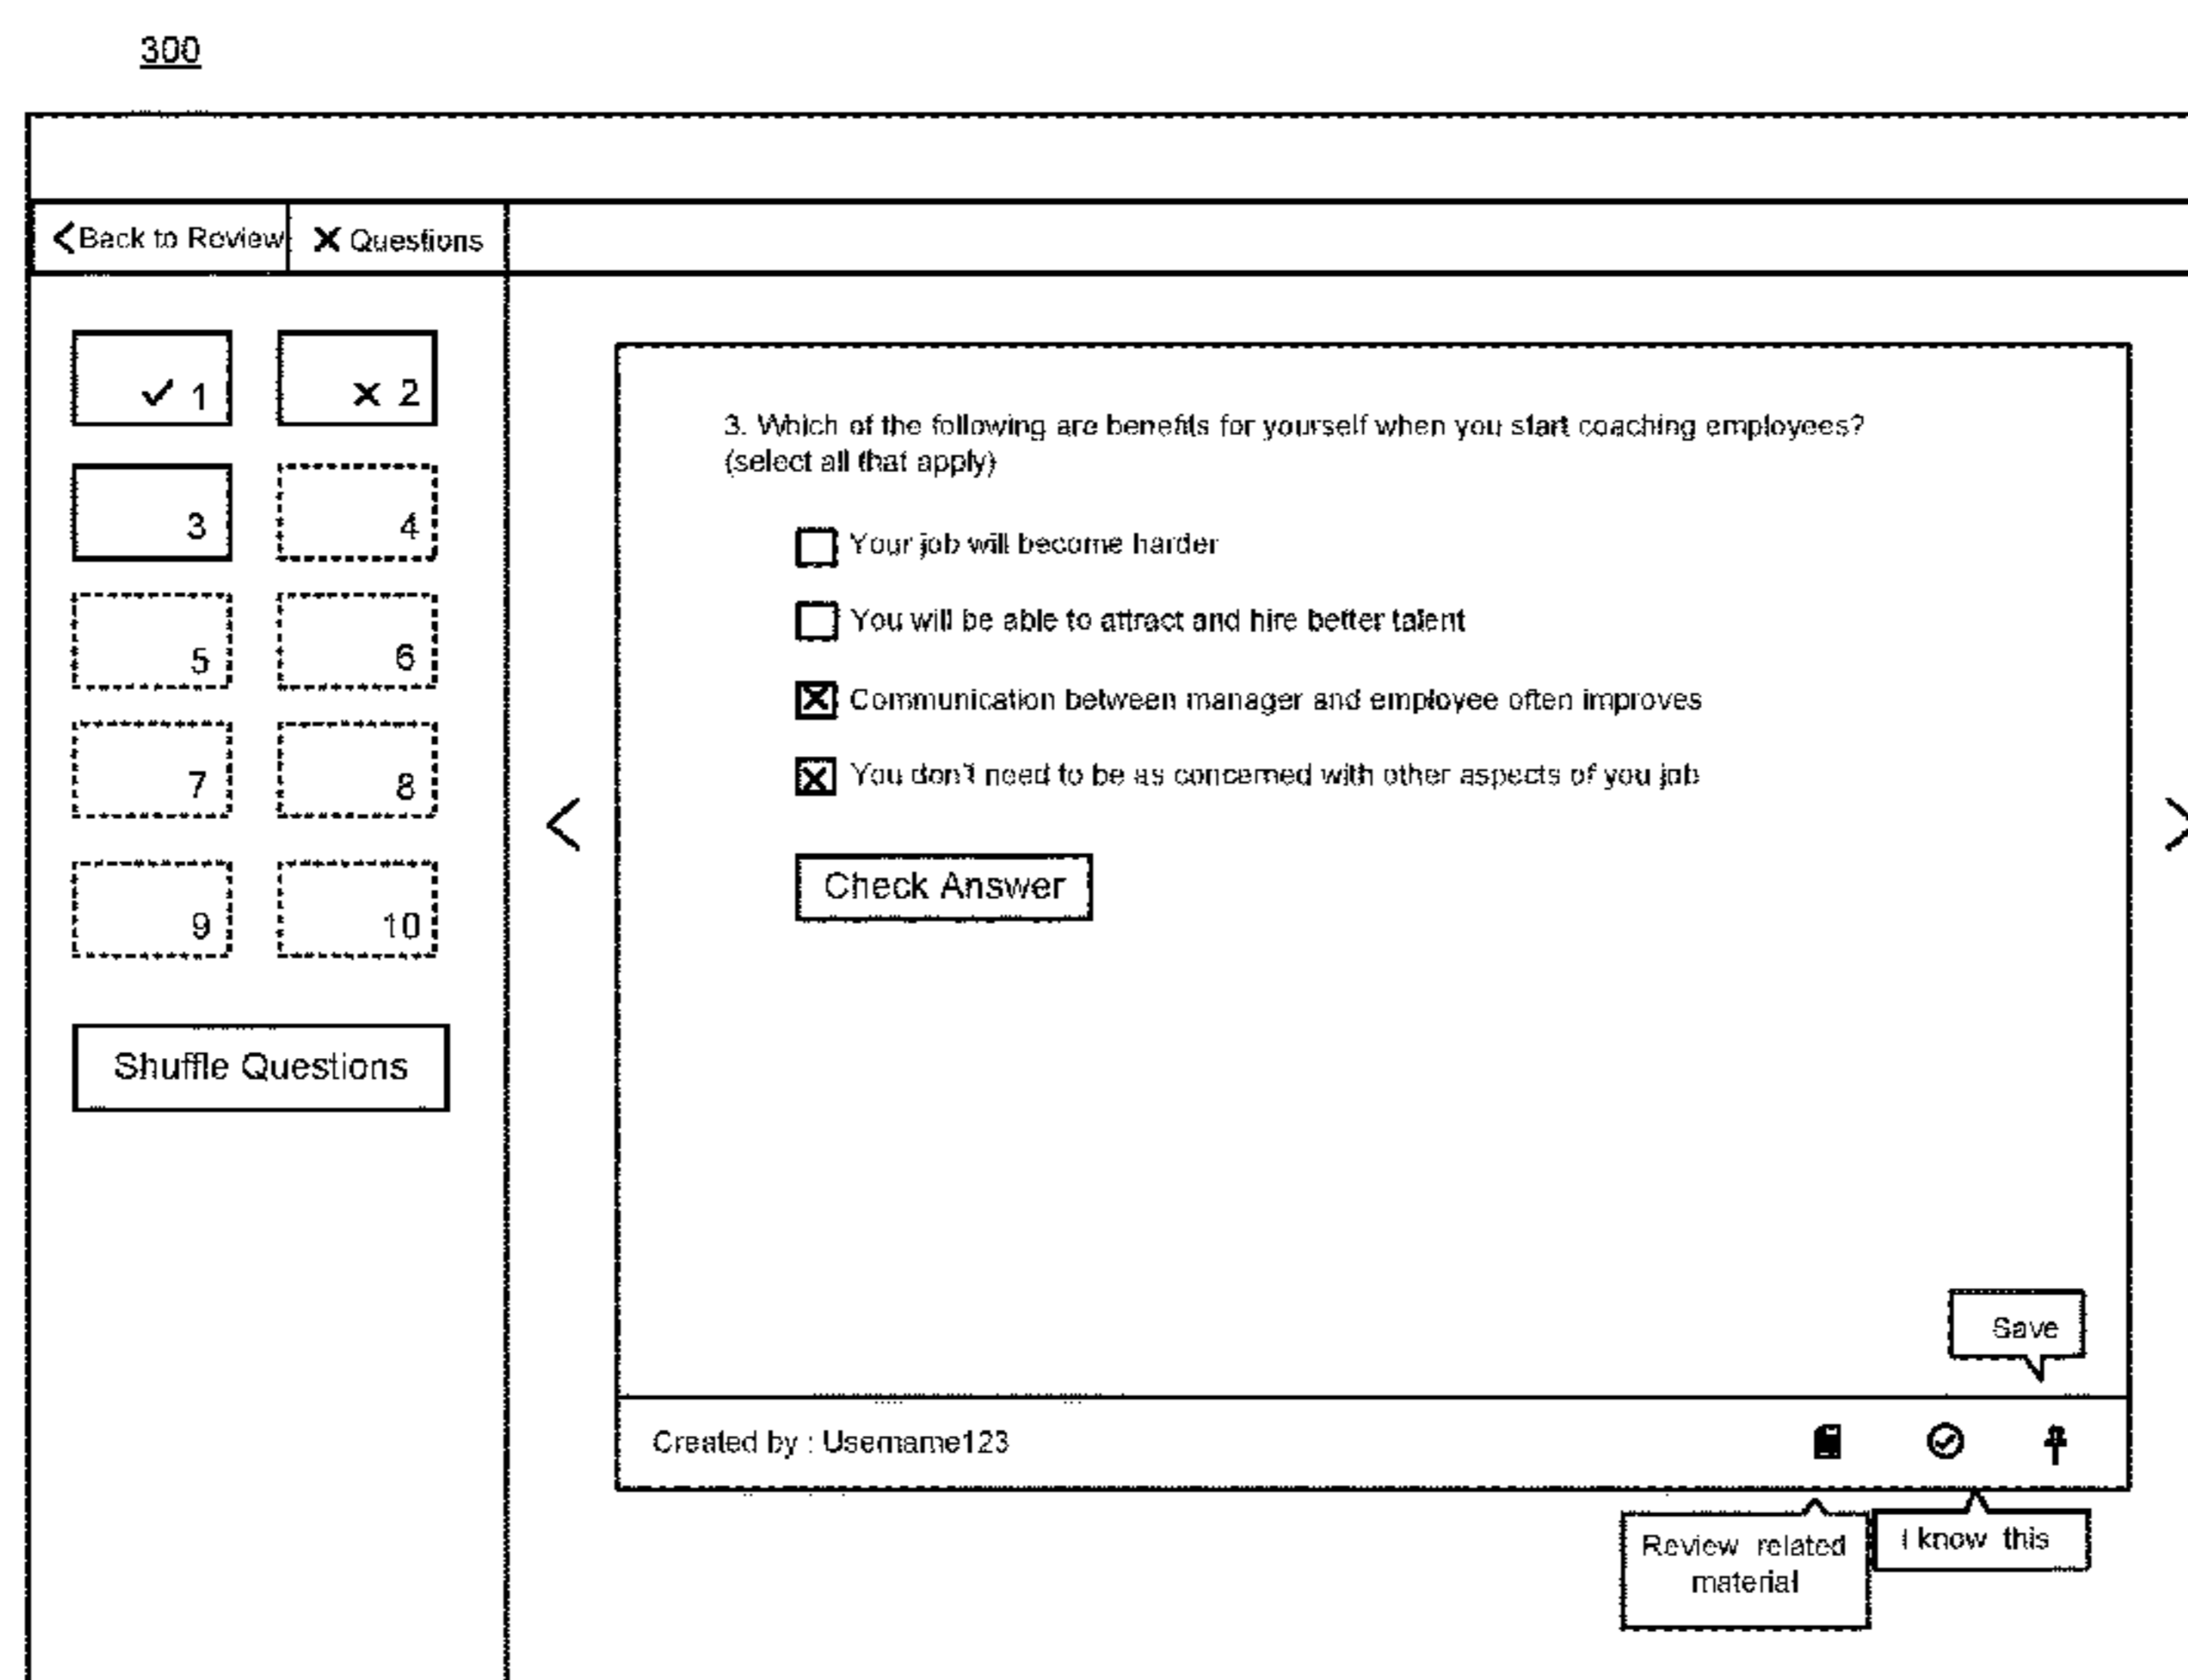 300
Back to Review
Questions
1
2
3
4
5
6
7
8
9
10
Shuffle Questions
3. Which of the following are benefits for yourself when you start coaching employees?
(select all that apply)
Your job will become harder
You will be able to attract and hire better talent
Communication between manager and employee often improves
You don't need to be as concerned with other aspects of you job
Check Answer
Save
Created by : Username123
Review related
material
I know this